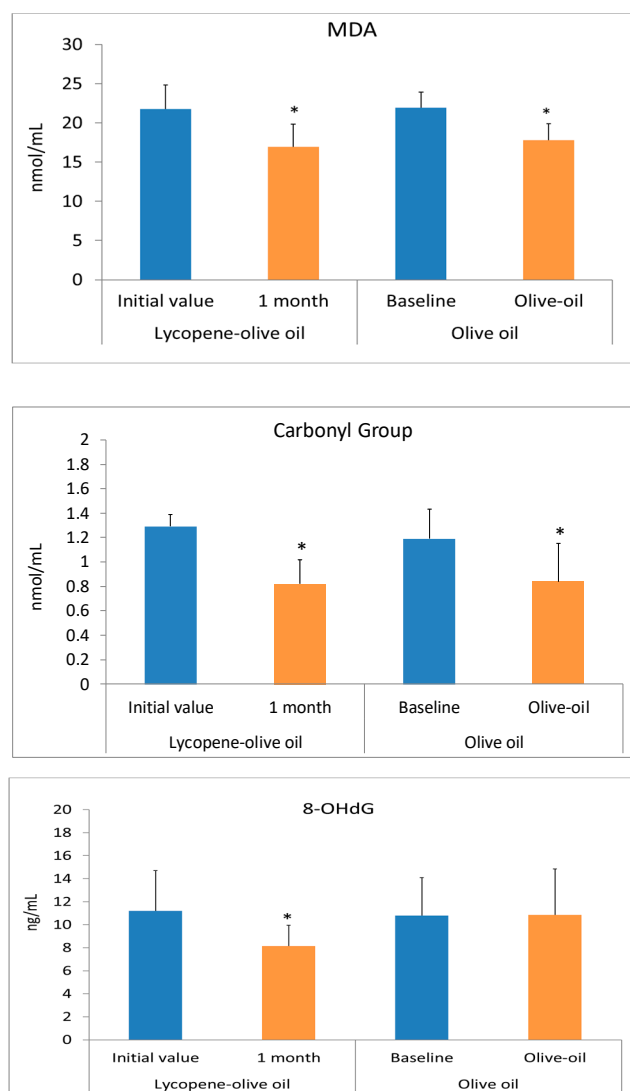 MDA
30
25
20
15
10
5
0
nmol/mL
*
*
Initial value 1 month Baseline Olive-oil
Lycopene-olive oil Olive oil
Carbonyl Group
2
1.8
1.6
1.4
1.2
1
0.8
0.6
0.4
0.2
0
nmol/mL
*
*
Initial value 1 month Baseline Olive-oil
Lycopene-olive oil Olive oil
8-OHdG
20
18
16
14
12
10
8
6
4
2
0
ng/mL
*
Initial value 1 month Baseline Olive-oil
Lycopene-olive oil Olive oil